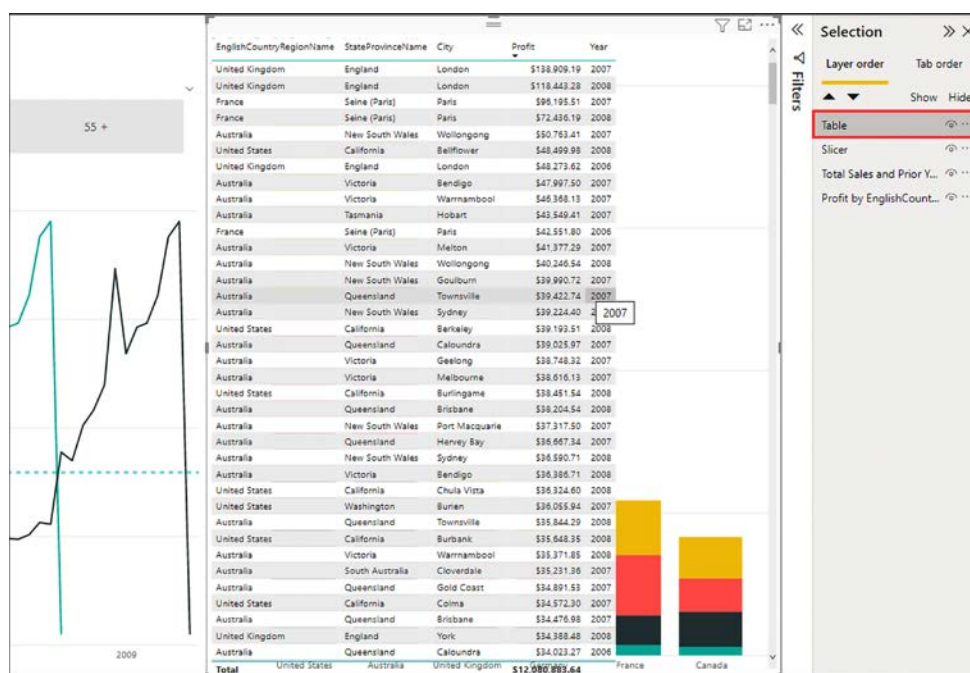 55 +
2009
EnglishCountryRegionName StateProvinceName City Profit Year
United Kingdom England London $138,909.19 2007
United Kingdom England London $118,443.28 2008
France Seine (Paris) Paris $96,195.51 2007
France Seine (Paris) Paris $72,436.19 2008
Australia New South Wales Wollongong $50,763.41 2007
United States California Bellflower $48,499.98 2008
United Kingdom England London $48,273.62 2006
Australia Victoria Bendigo $47,997.50 2007
Australia Victoria Warrnambool $46,368.13 2007
Australia Tasmania Hobart $43,549.41 2007
France Seine (Paris) Paris $42,551.80 2006
Australia Victoria Melton $41,377.29 2007
Australia New South Wales Wollongong $40,246.54 2008
Australia New South Wales Goulburn $39,990.72 2007
Australia Queensland Townsville $39,422.74 2007
Australia New South Wales Sydney $39,224.40 2007
United States California Berkeley $39,193.51 2008
Australia Queensland Caloundra $39,025.97 2007
Australia Victoria Geelong $38,748.32 2007
Australia Victoria Melbourne $38,616.13 2007
United States California Burlingame $38,451.54 2008
Australia Queensland Brisbane $38,204.54 2008
Australia New South Wales Port Macquarie $37,317.50 2007
Australia Queensland Hervey Bay $36,667.34 2007
Australia New South Wales Sydney $36,590.71 2008
Australia Victoria Bendigo $36,386.71 2008
United States California Chula Vista $36,324.60 2008
United States Washington Burien $36,055.94 2007
Australia Queensland Townsville $35,844.29 2008
United States California Burbank $35,648.35 2008
Australia Victoria Warrnambool $35,371.85 2008
Australia South Australia Cloverdale $35,231.36 2007
Australia Queensland Gold Coast $34,891.53 2007
United States California Colma $34,572.30 2007
Australia Queensland Brisbane $34,476.98 2007
United Kingdom England York $34,388.48 2008
Australia Queensland Caloundra $34,023.27 2006
Total $12,080,883.64
United States Australia United Kingdom Germany France Canada
Filters
Selection
Layer order Tab order
Show Hide
Table
Slicer
Total Sales and Prior Y...
Profit by EnglishCount...